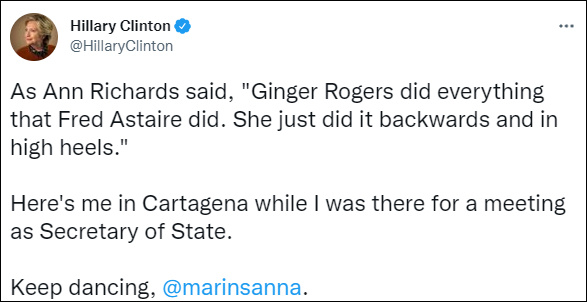 Hillary Clinton
@HillaryClinton
As Ann Richards said, "Ginger Rogers did everything
that Fred Astaire did. She just did it backwards and in
high heels."
Here's me in Cartagena while I was there for a meeting
as Secretary of State.
Keep dancing, @marinsanna.